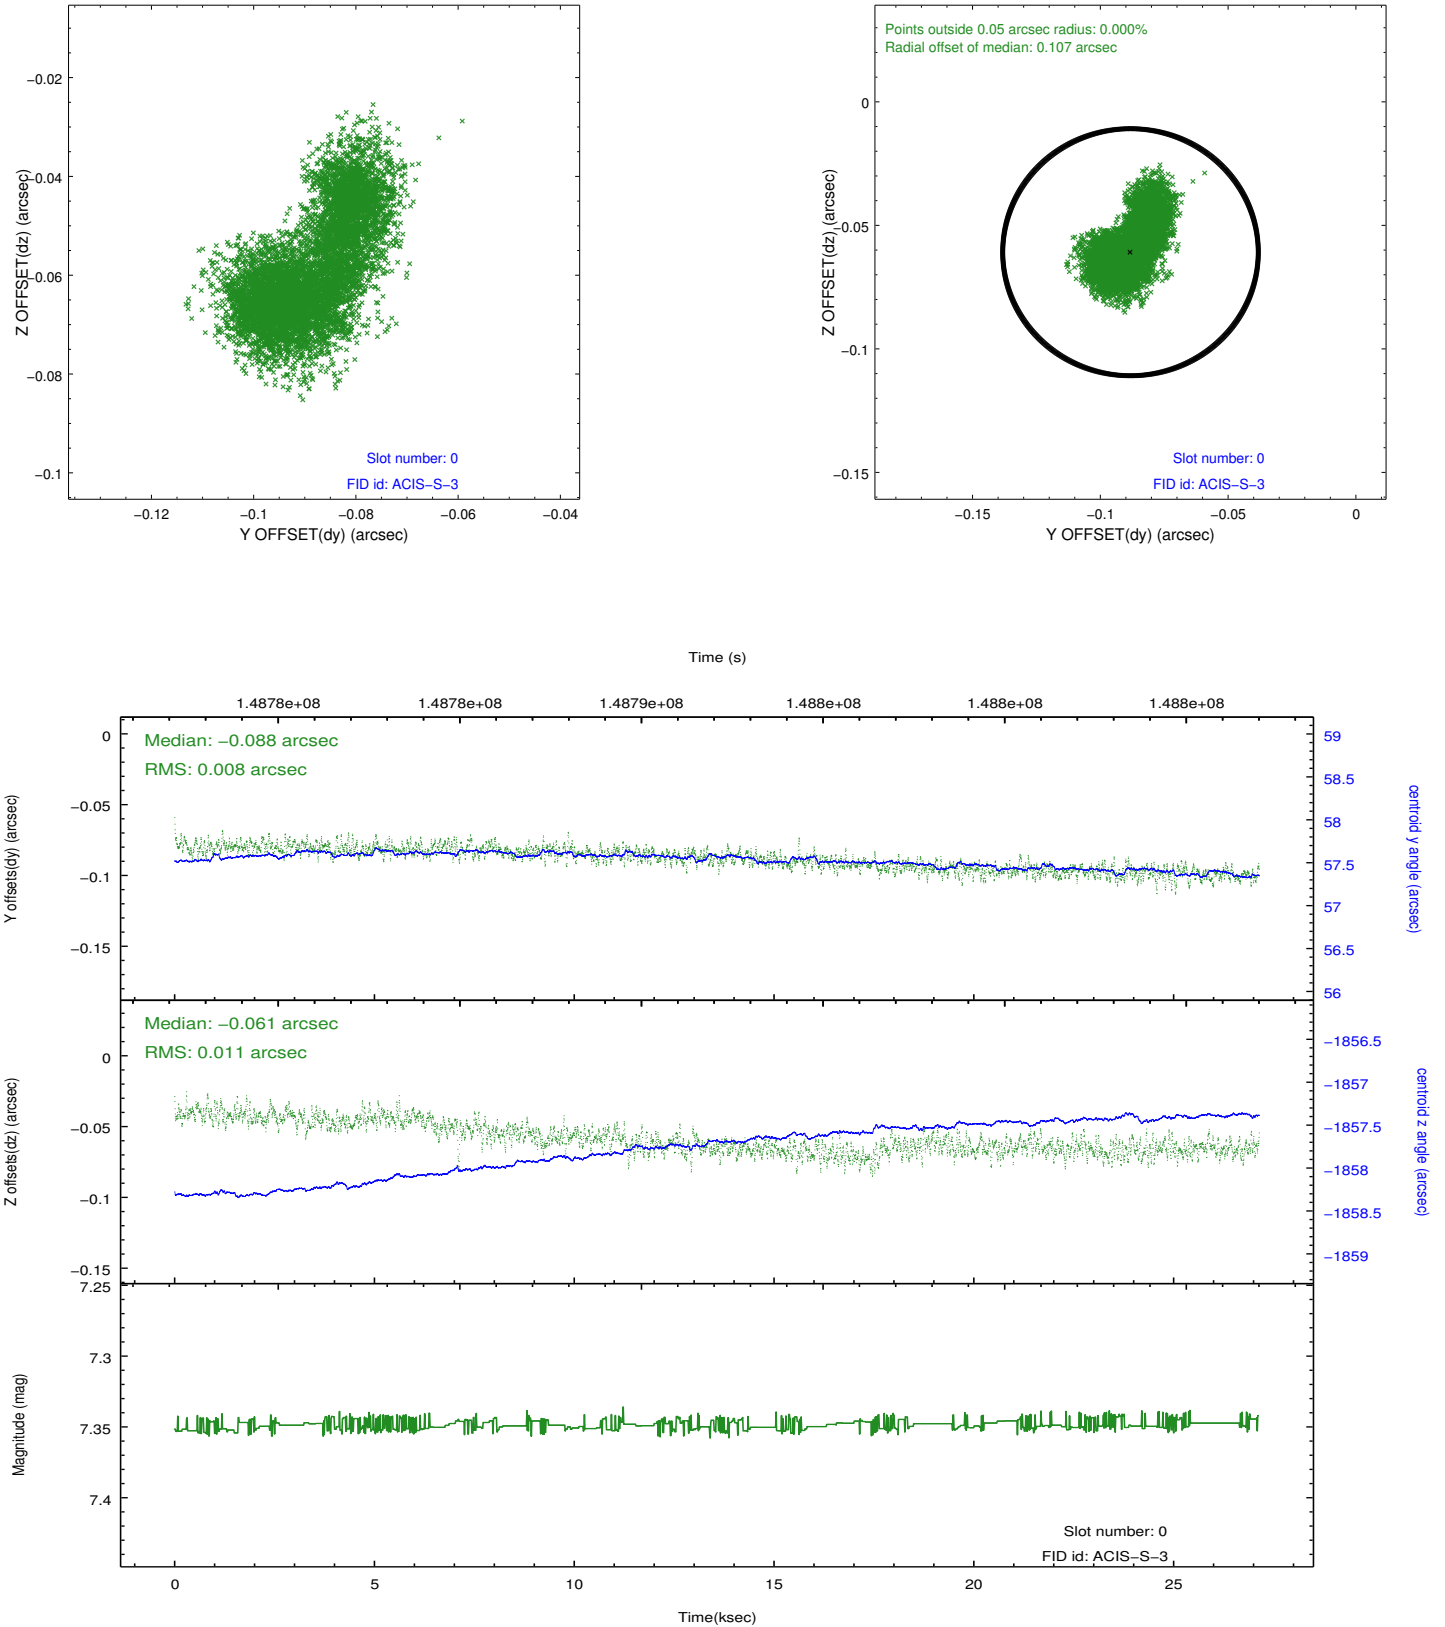 −0.02
−0.04
−0.06
−0.08
−0.1
Z OFFSET(dz) (arcsec)
Slot number: 0
FID id: ACIS−S−3
−0.12
−0.1
−0.08
−0.06
−0.04
Y OFFSET(dy) (arcsec)
Points outside 0.05 arcsec radius: 0.000%
Radial offset of median: 0.107 arcsec
0
−0.05
−0.1
−0.15
Z OFFSET(dz) (arcsec)
Slot number: 0
FID id: ACIS−S−3
−0.15
−0.1
−0.05
0
Y OFFSET(dy) (arcsec)
Time (s)
1.4878e+08
1.4878e+08
1.4879e+08
1.488e+08
1.488e+08
1.488e+08
Median: −0.088 arcsec
RMS: 0.008 arcsec
0
−0.05
−0.1
−0.15
Y offsets(dy) (arcsec)
59
58.5
58
57.5
57
56.5
56
centroid y angle (arcsec)
Median: −0.061 arcsec
RMS: 0.011 arcsec
0
−0.05
−0.1
−0.15
Z offsets(dz) (arcsec)
−1856.5
−1857
−1857.5
−1858
−1858.5
−1859
centroid z angle (arcsec)
7.25
7.3
7.35
7.4
Magnitude (mag)
Slot number: 0
FID id: ACIS−S−3
0
5
10
15
20
25
Time(ksec)